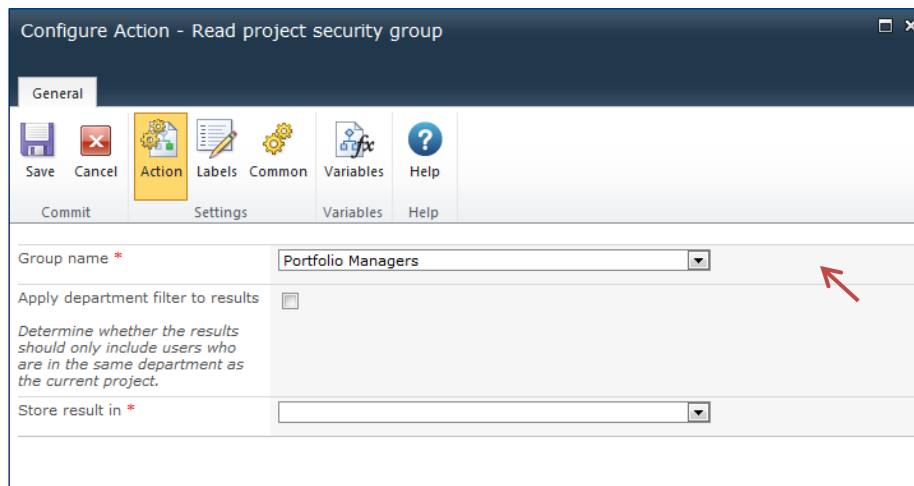 Configure Action - Read project security group
General
Save Cancel Action Labels Common Variables Help
Commit Settings Variables Help
Group name * Portfolio Managers
Apply department filter to results
Determine whether the results
should only include users who
are in the same department as
the current project.
Store result in *